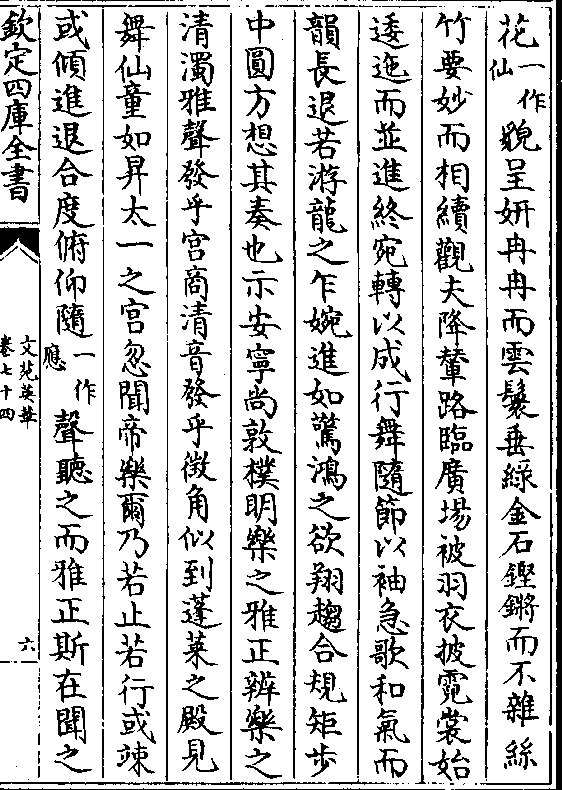 花一作仙貌呈妍冉冉而雲鬟垂綠金石鏗鏘而不雜絲
竹要妙而相續觀夫降輦路臨廣場被羽衣披霓裳始
逶迤而並進終宛轉以成行舞隨節以袖急歌和氣而
韻長退若游龍之乍婉進如驚鴻之欲翔趨合規矩步
中圓方想其奏也示安寧尚敦樸明樂之雅正辨樂之
清濁雅聲發乎宫商清音發乎徴角似到蓬萊之殿見
舞仙童如昇太一之宫忽聞帝樂爾乃若止若行或竦
或傾進退合度俯仰隨一作應聲聽之而雅正斯在聞之
欽定四庫全書
文苑英華
卷七十四
六